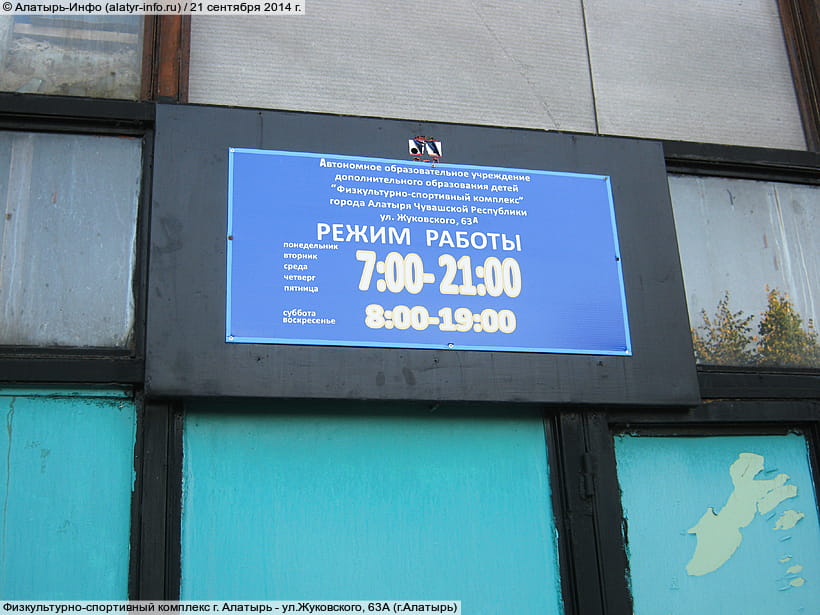 © Алатырь-Инфо (alatyr-info.ru) / 21 сентября 2014 г.
Автономное образовательное учреждение
дополнительного образования детей
"Физкультурно-спортивный комплекс"
города Алатыря Чувашской Республики
ул. Жуковского, 63А
РЕЖИМ РАБОТЫ
понедельник
вторник
среда
четверг
пятница
7:00-21:00
суббота
воскресенье
8:00-19:00
Физкультурно-спортивный комплекс г. Алатырь - ул.Жуковского, 63А (г.Алатырь)